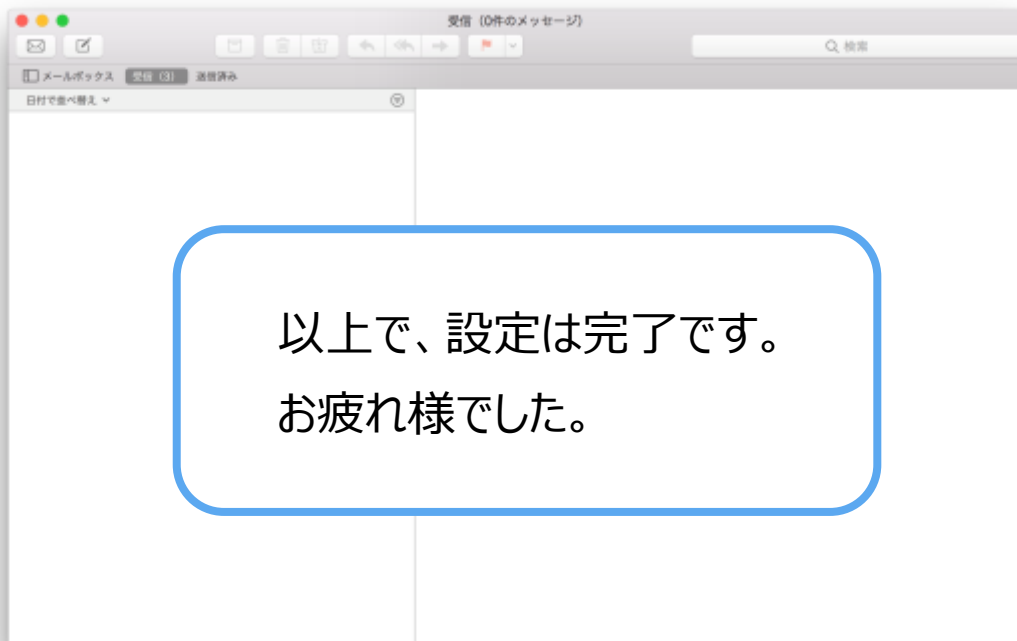 受信（0件のメッセージ）
検索
メールボックス 受信（3） 送信済み
日付で並べ替え
以上で、設定は完了です。
お疲れ様でした。